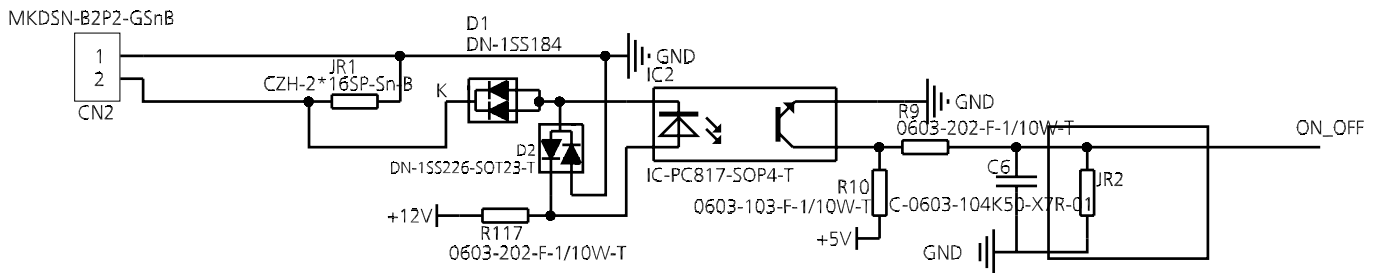 MKDSN-B2P2-GSnB
1
2
CN2
JR1
CZH-2*16SP-Sn-B
D1
DN-1SS184
K
GND
IC2
D2
DN-1SS226-SOT23-T
+12V
R117
0603-202-F-1/10W-T
IC-PC817-SOP4-T
GND
R9
0603-202-F-1/10W-T
R10
0603-103-F-1/10W-T
+5V
C6
C-0603-104K50-X7R-01
JR2
GND
ON_OFF